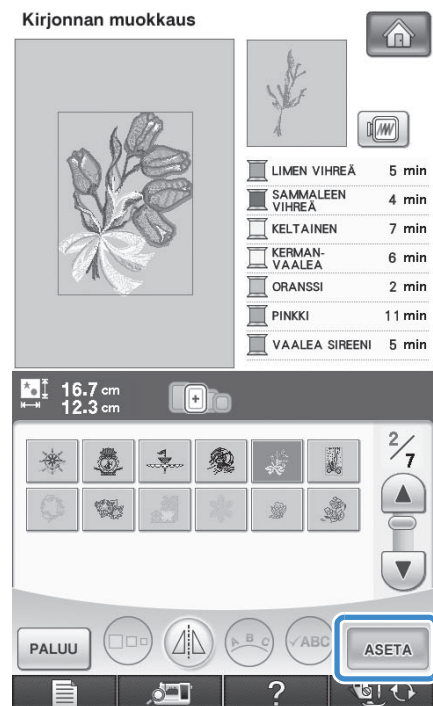 Kirjonnan muokkaus
LIMEN VIHREÄ 5 min
SAMMALEEN
VIHREÄ 4 min
KELTAINEN 7 min
KERMAN-
VAALEA 6 min
ORANSSI 2 min
PINKKI 11 min
VAALEA SIREENI 5 min
16.7 cm
12.3 cm
2/7
PALUU
A B C
✓ABC
ASETA
?